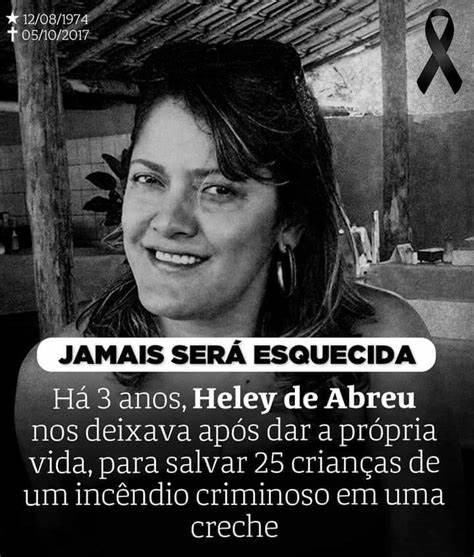 ★ 12/08/1974
✝ 05/10/2017
JAMAIS SERÁ ESQUECIDA
Há 3 anos, Heley de Abreu
nos deixava após dar a própria
vida, para salvar 25 crianças de
um incêndio criminoso em uma
creche